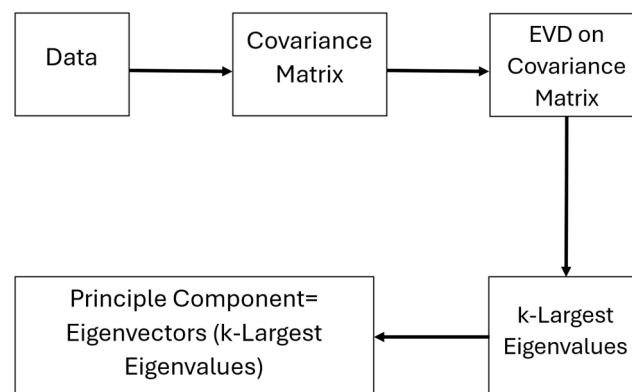 Data
Covariance
Matrix
EVD on
Covariance
Matrix
k-Largest
Eigenvalues
Principle Component=
Eigenvectors (k-Largest
Eigenvalues)